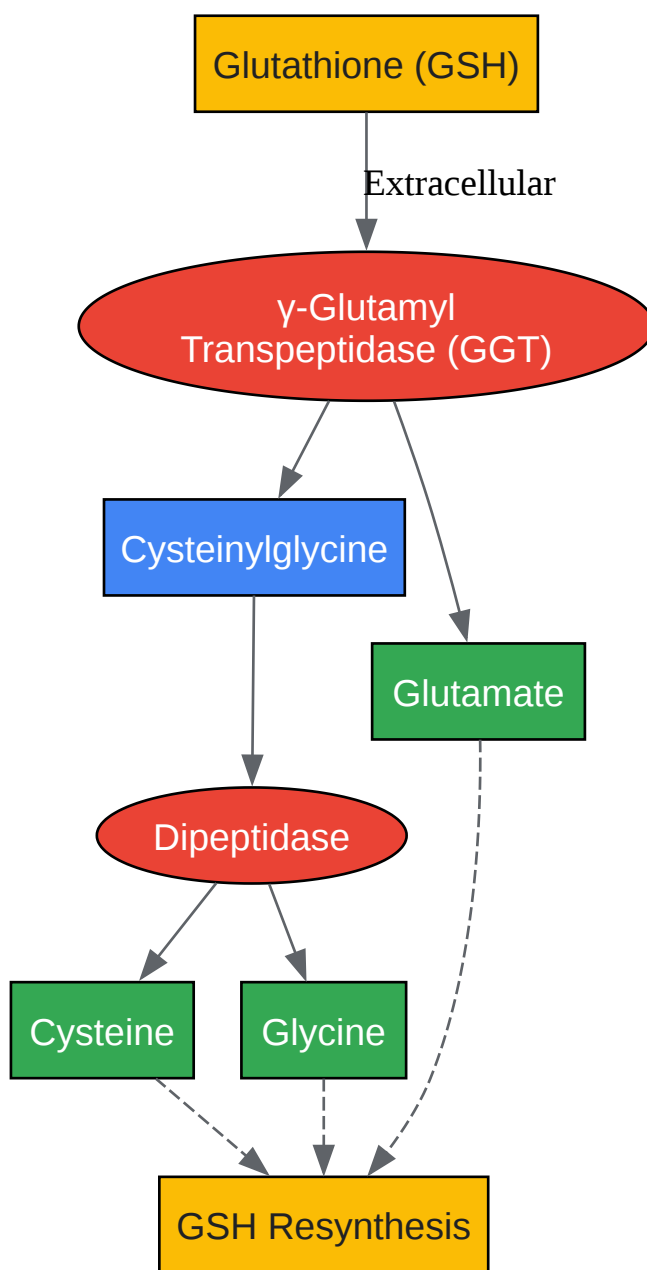 Glutathione (GSH)
Extracellular
γ-Glutamyl
Transpeptidase (GGT)
Cysteinylglycine
Glutamate
Dipeptidase
Cysteine
Glycine
GSH Resynthesis